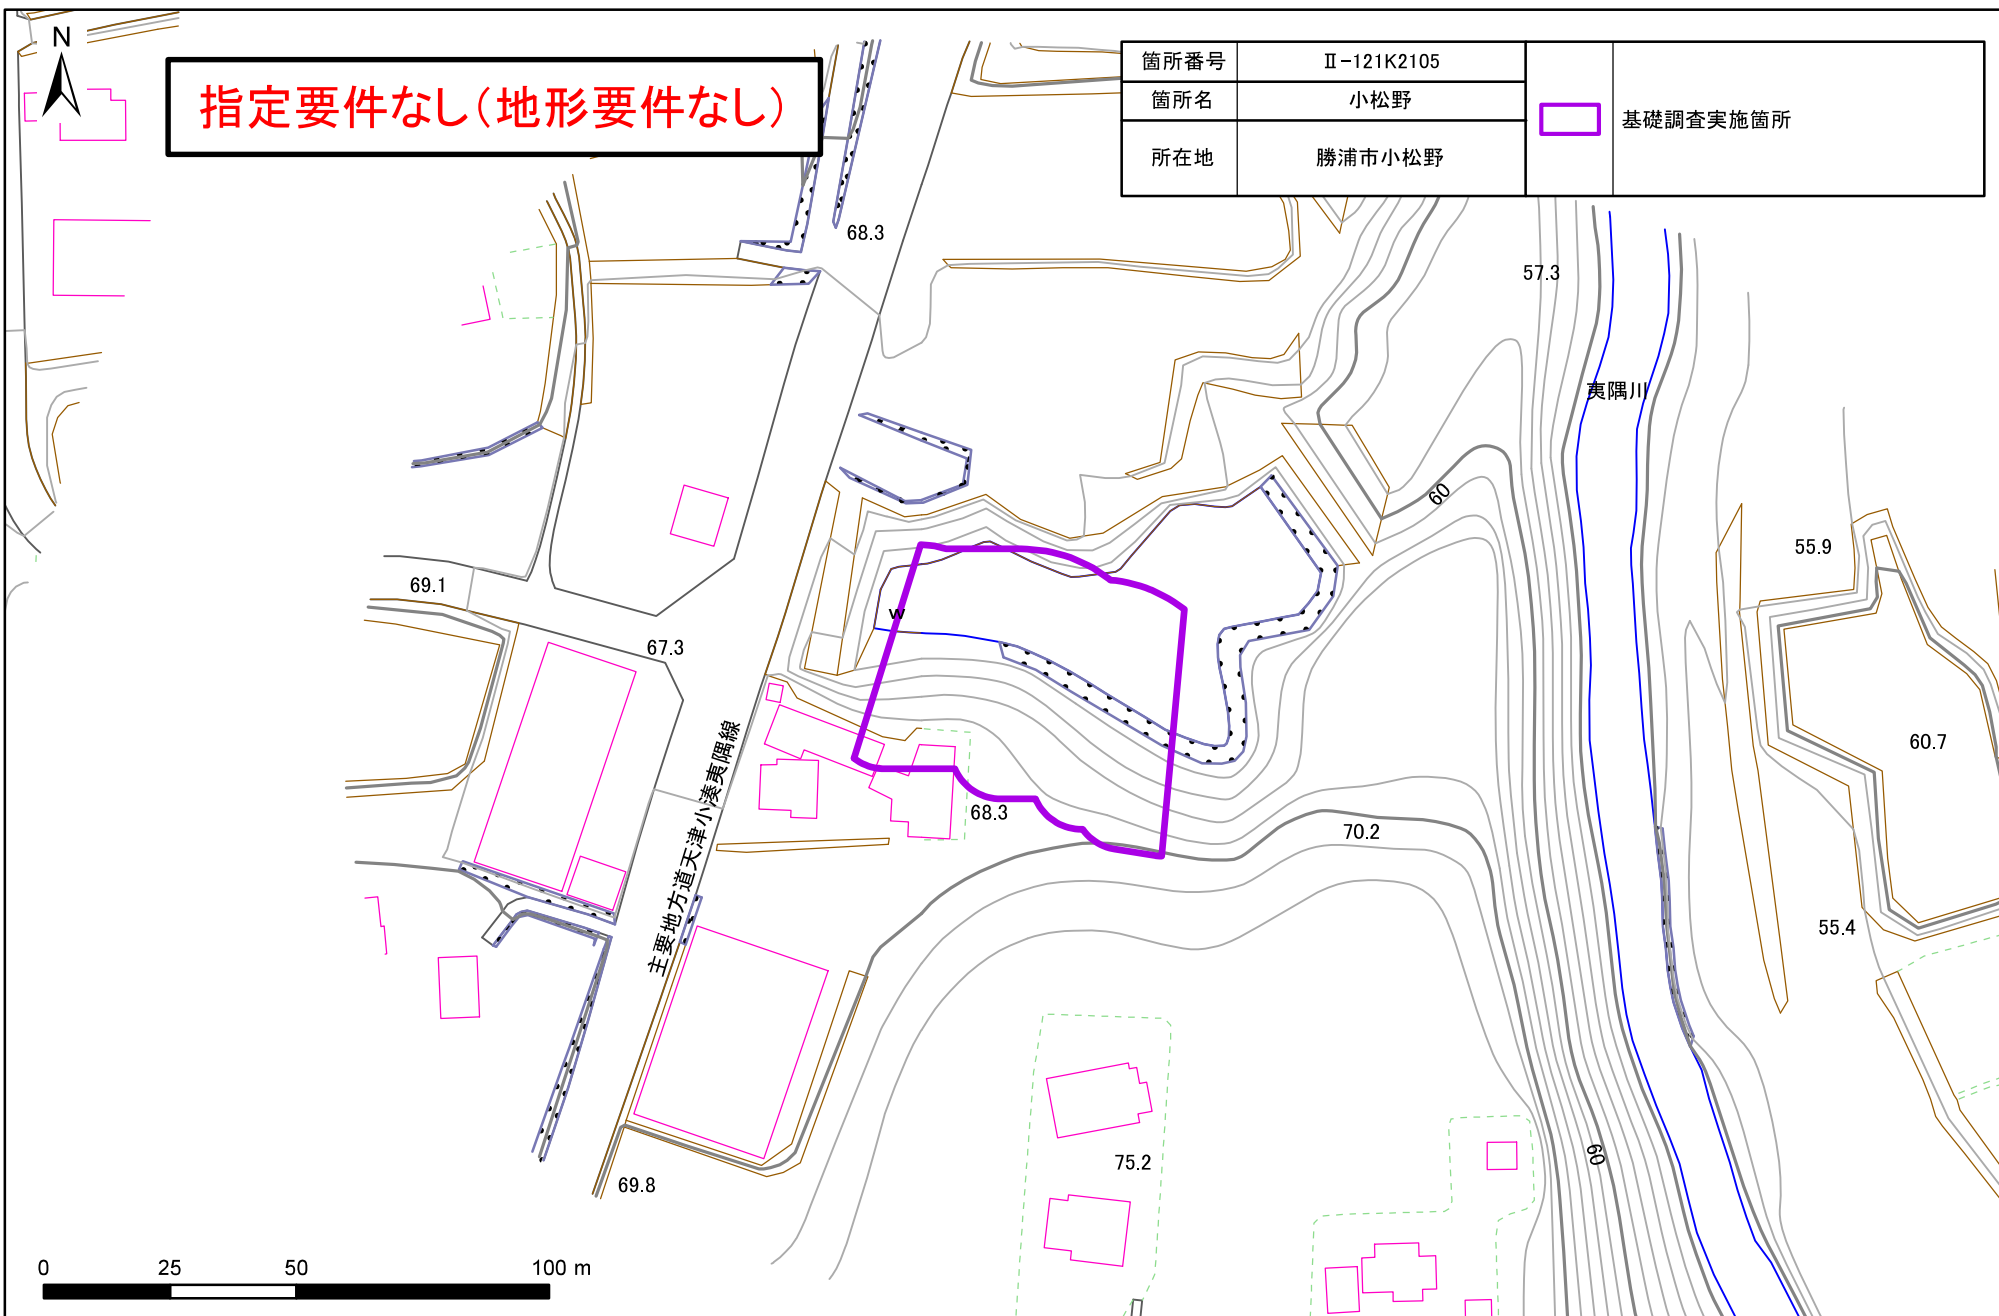 N
指定要件なし(地形要件なし)
箇所番号 Ⅱ-121K2105
箇所名 小松野
所在地 勝浦市小松野
基礎調査実施箇所
68.3
57.3
夷隅川
60
55.9
69.1
W
67.3
主要地方道天津小湊夷隅線
60.7
68.3
70.2
55.4
75.2
60
69.8
0 25 50 100 m